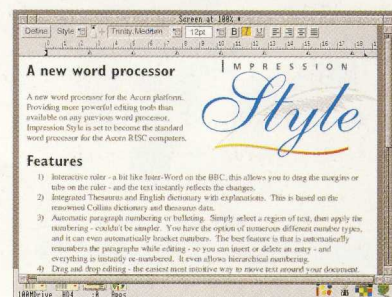 Screen at 100%
Define Style Trinity.Medium 12pt B I U
A new word processor
IMPRESSION
Style
A new word processor for the Acorn platform.
Providing more powerful editing tools than
available on any previous word processor,
Impression Style is set to become the standard
word processor for the Acorn RISC computers.
Features
1) Interactive ruler - a bit like Inter-Word on the BBC, this allows you to drag the margins or
tabs on the ruler - and the text instantly reflects the changes.
2) Integrated Thesaurus and English dictionary with explanations. This is based on the
renowned Collins dictionary and thesaurus data.
3) Automatic paragraph numbering or bulleting. Simply select a region of text, then apply the
numbering - couldn't be simpler. You have the option of numerous different number types,
and it can even automatically bracket numbers. The best feature is that is automatically
renumbers the paragraphs while editing - so you can insert or delete an entry - and
everything is instantly re-numbered. It even allows hierarchical numbering.
4) Drag and drop editing - the easiest most intuitive way to move text around your document.
100MDrive HD4 :0 Apps